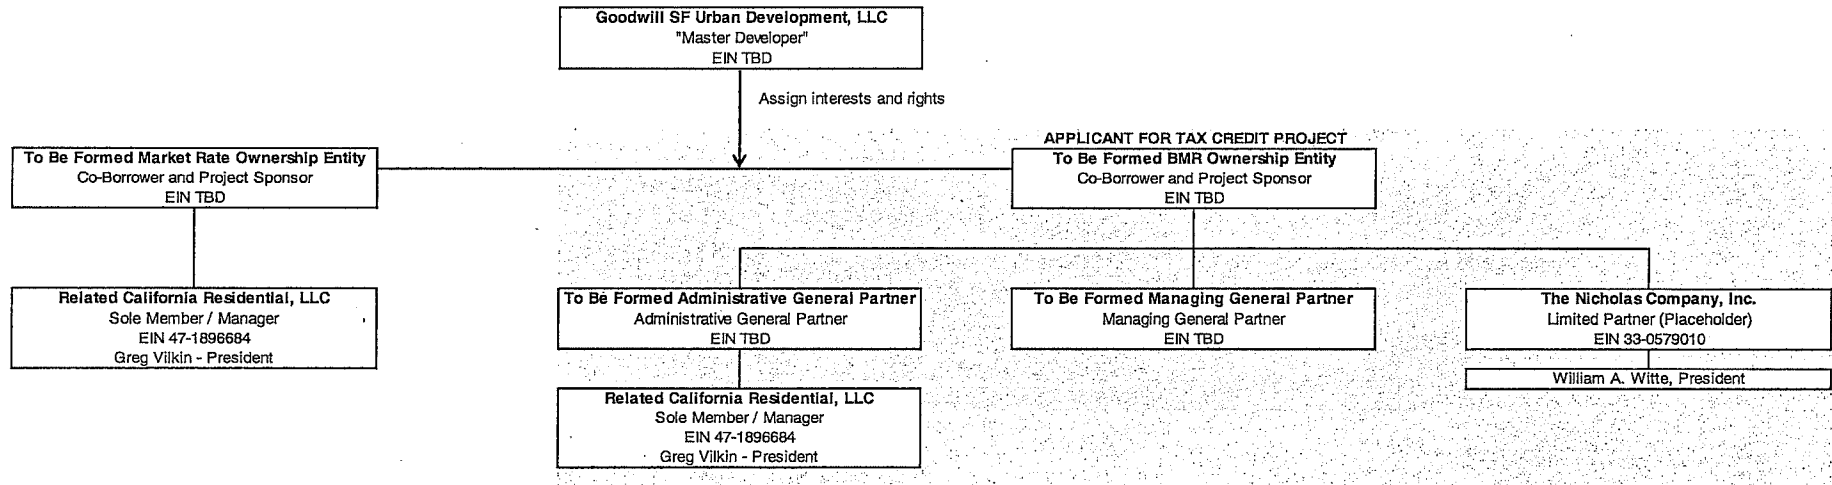 Goodwill SF Urban Development, LLC
"Master Developer"
EIN TBD
Assign interests and rights
APPLICANT FOR TAX CREDIT PROJECT
To Be Formed Market Rate Ownership Entity
Co-Borrower and Project Sponsor
EIN TBD
To Be Formed BMR Ownership Entity
Co-Borrower and Project Sponsor
EIN TBD
Related California Residential, LLC
Sole Member / Manager
EIN 47-1896684
Greg Vilkin - President
To Be Formed Administrative General Partner
Administrative General Partner
EIN TBD
To Be Formed Managing General Partner
Managing General Partner
EIN TBD
The Nicholas Company, Inc.
Limited Partner (Placeholder)
EIN 33-0579010
William A. Witte, President
Related California Residential, LLC
Sole Member / Manager
EIN 47-1896684
Greg Vilkin - President